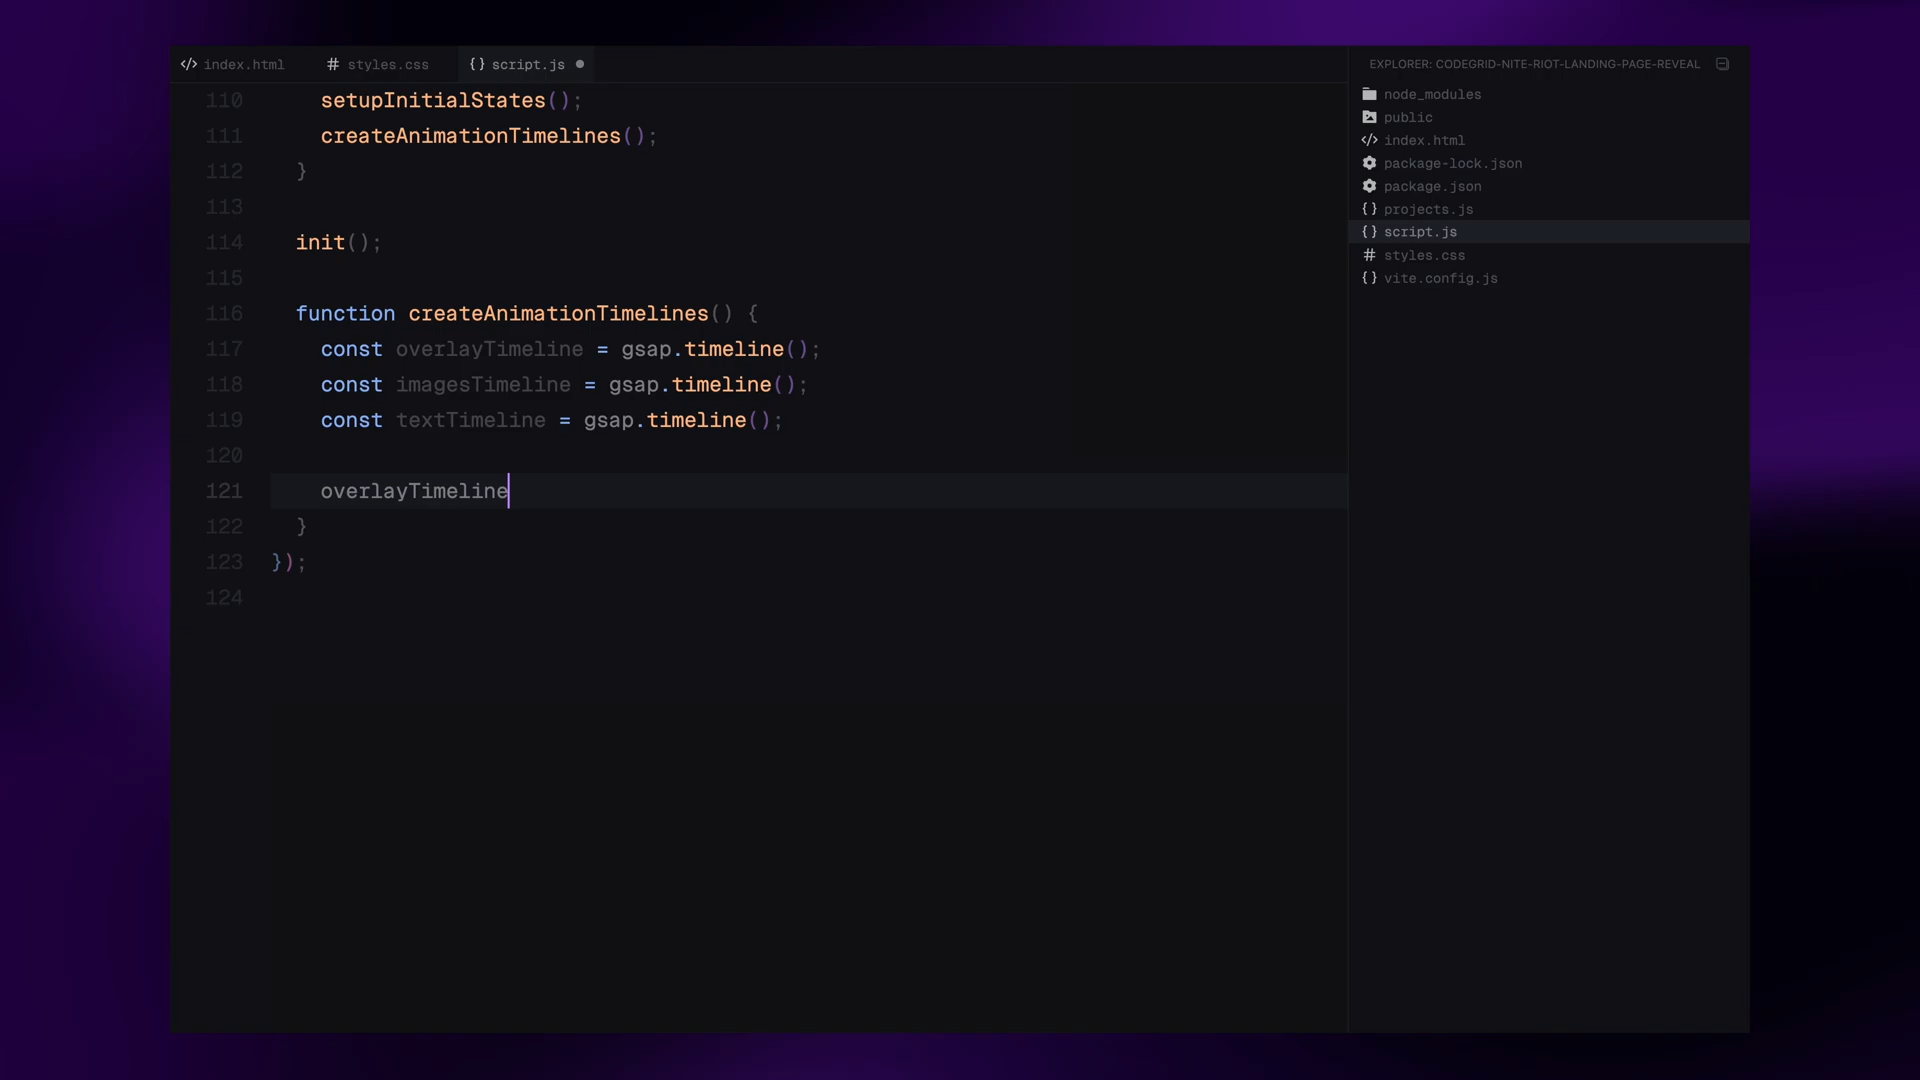 index.html
styles.css
script.js
110 setupInitialStates();
111 createAnimationTimelines();
112 }
113
114 init();
115
116 function createAnimationTimelines() {
117 const overlayTimeline = gsap.timeline();
118 const imagesTimeline = gsap.timeline();
119 const textTimeline = gsap.timeline();
120
121 overlayTimeline
122 }
123 });
124
EXPLORER: CODEGRID-NITE-RIOT-LANDING-PAGE-REVEAL
node_modules
public
index.html
package-lock.json
package.json
projects.js
script.js
styles.css
vite.config.js